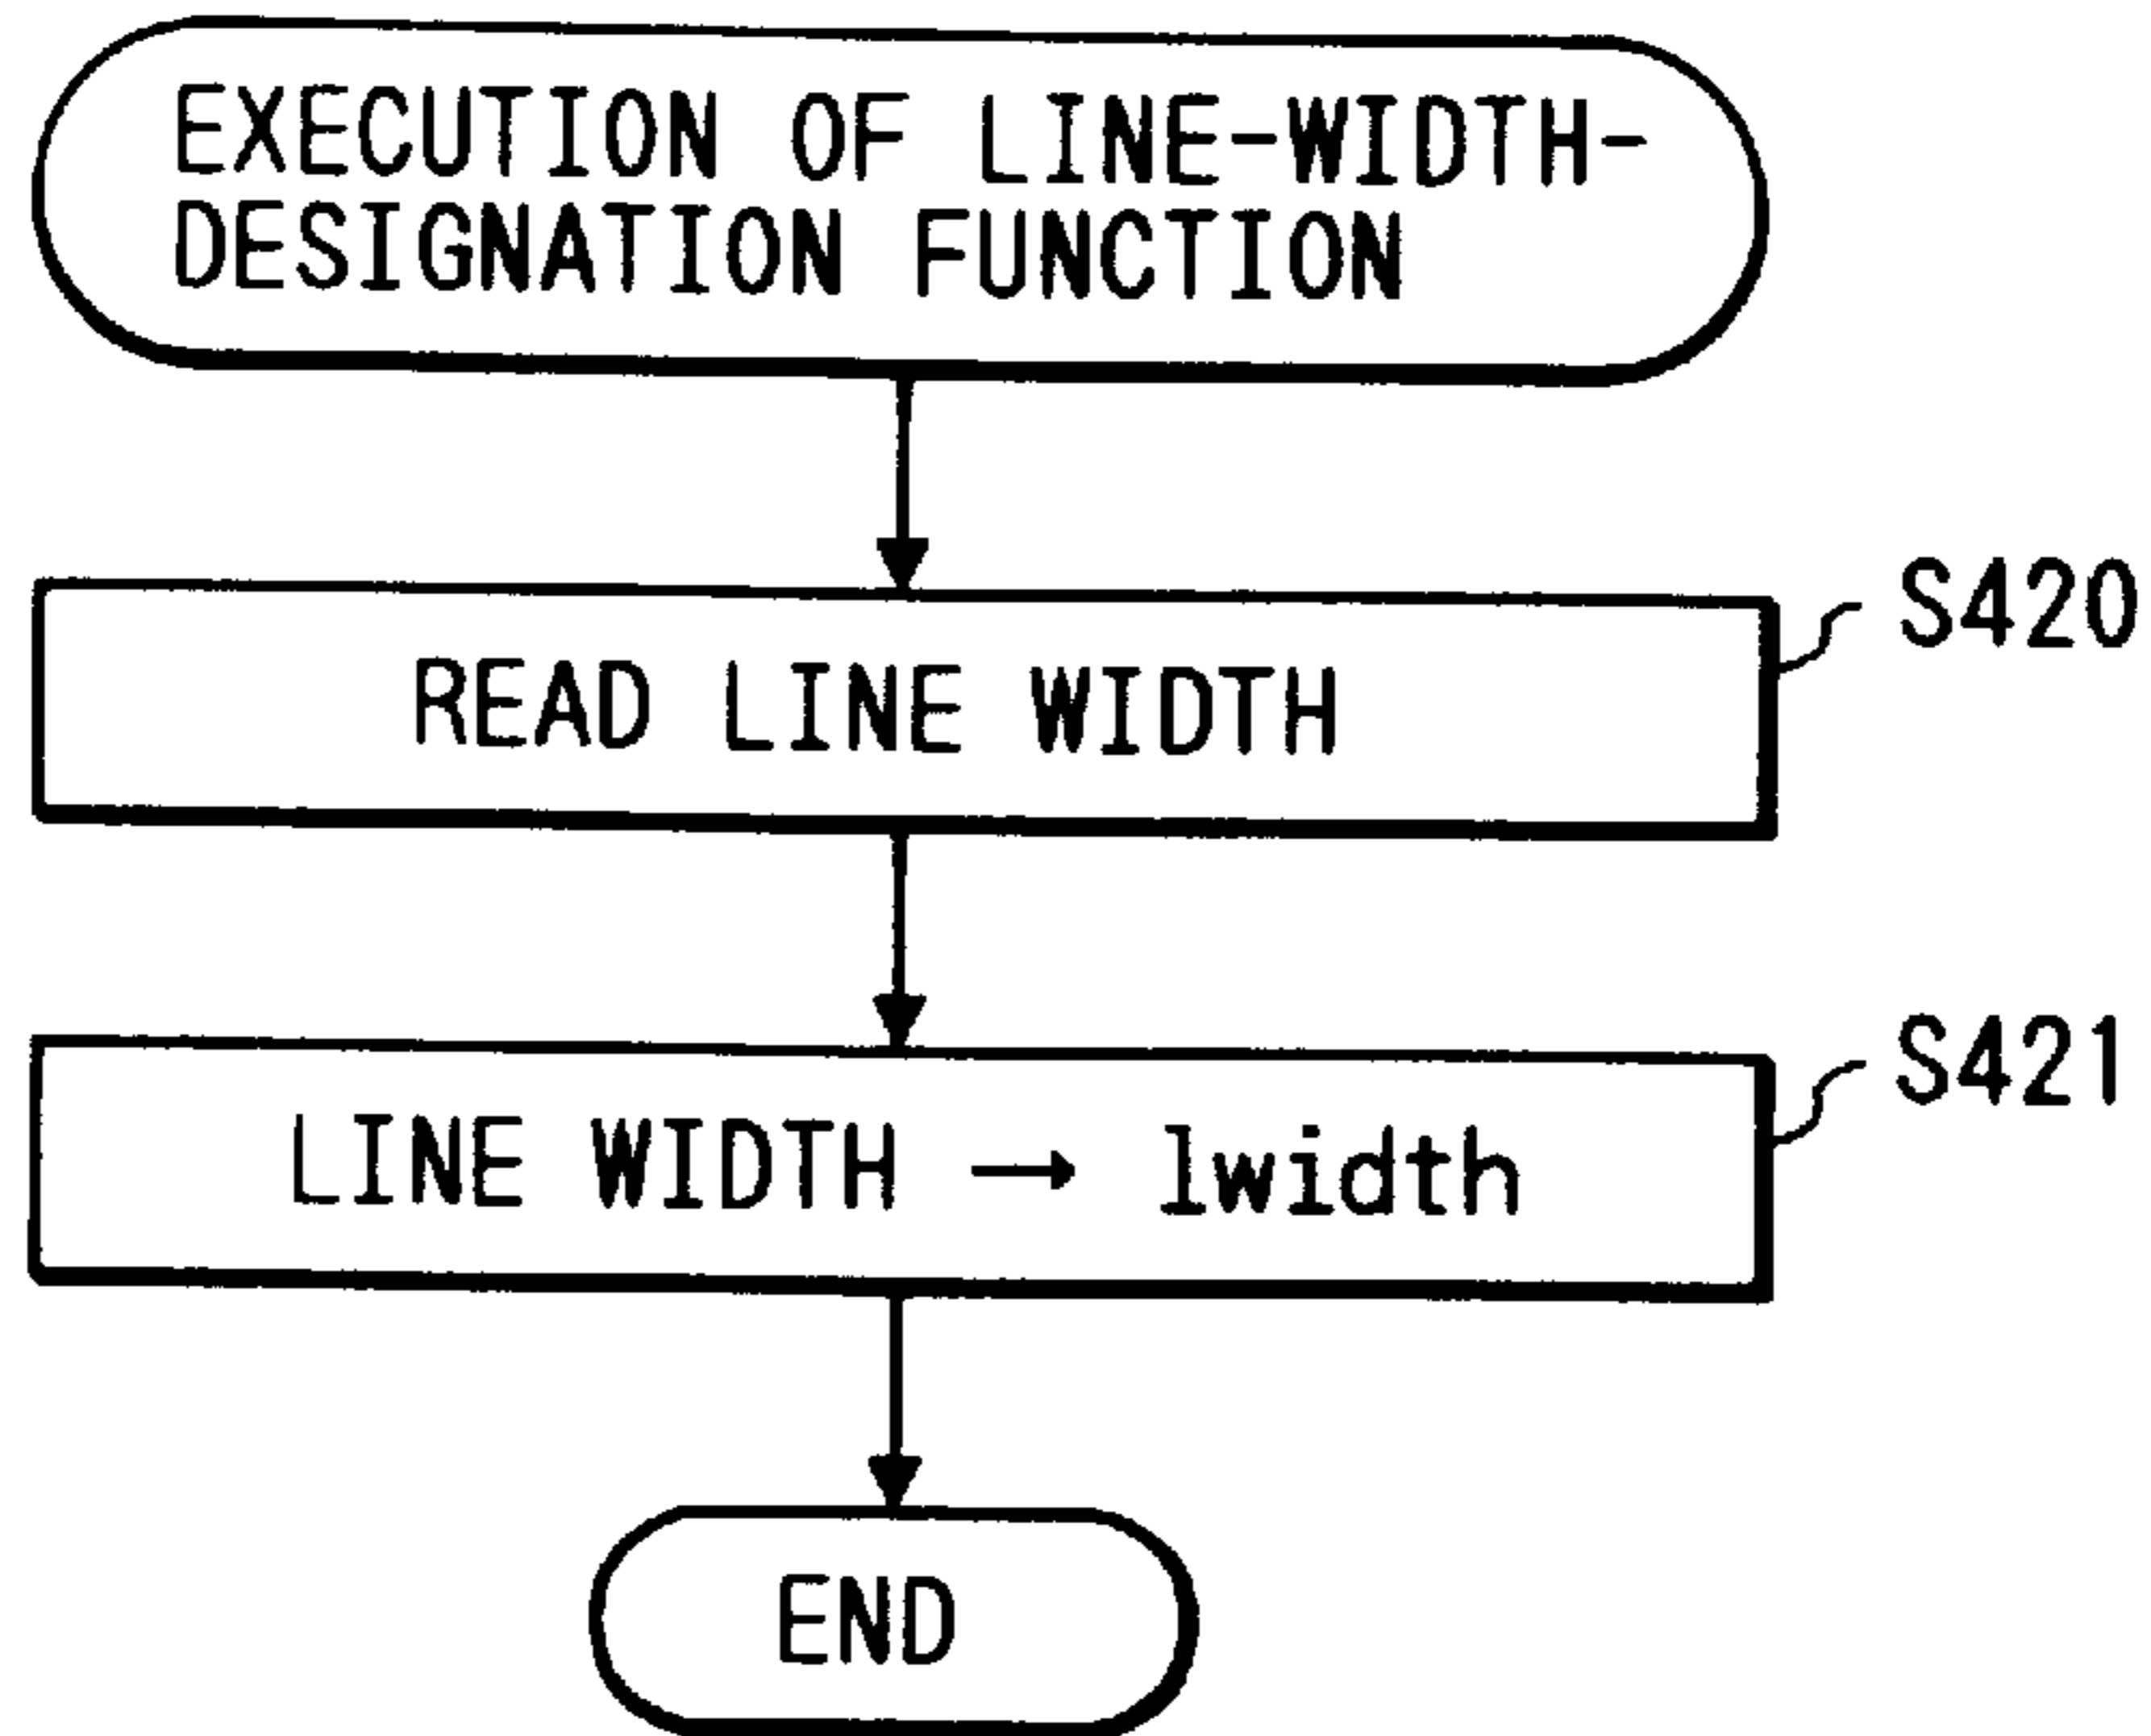 EXECUTION OF LINE-WIDTH-
DESIGNATION FUNCTION
S420
READ LINE WIDTH
S421
LINE WIDTH → lwidth
END